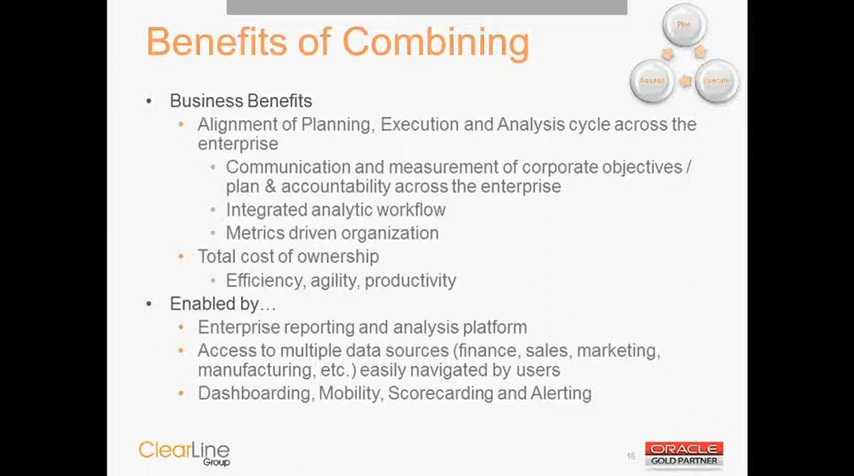 Benefits of Combining
Plan
Assess
Execute
• Business Benefits
• Alignment of Planning, Execution and Analysis cycle across the
enterprise
• Communication and measurement of corporate objectives /
plan & accountability across the enterprise
• Integrated analytic workflow
• Metrics driven organization
• Total cost of ownership
• Efficiency, agility, productivity
• Enabled by…
• Enterprise reporting and analysis platform
• Access to multiple data sources (finance, sales, marketing,
manufacturing, etc.) easily navigated by users
• Dashboarding, Mobility, Scorecarding and Alerting
ClearLine
Group
16
ORACLE
GOLD PARTNER